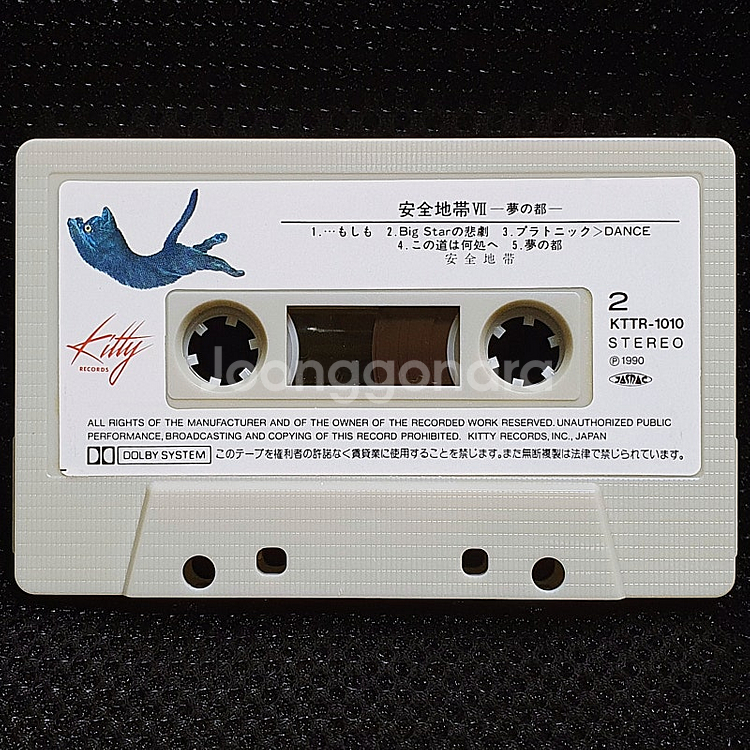 安全地帯Ⅶ—夢の都—
1.…もしも 2.Big Starの悲劇 3.プラトニック>DANCE
4.この道は何処へ 5.夢の都
安全地帯
Kitty
RECORDS
2
KTTR-1010
STEREO
Ⓟ1990
JASRAC
joonggonara
ALL RIGHTS OF THE MANUFACTURER AND OF THE OWNER OF THE RECORDED WORK RESERVED. UNAUTHORIZED PUBLIC
PERFORMANCE, BROADCASTING AND COPYING OF THIS RECORD PROHIBITED. KITTY RECORDS, INC., JAPAN
DOLBY SYSTEM このテープを権利者の許諾なく賃貸業に使用することを禁じます。また無断複製は法律で禁じられています。